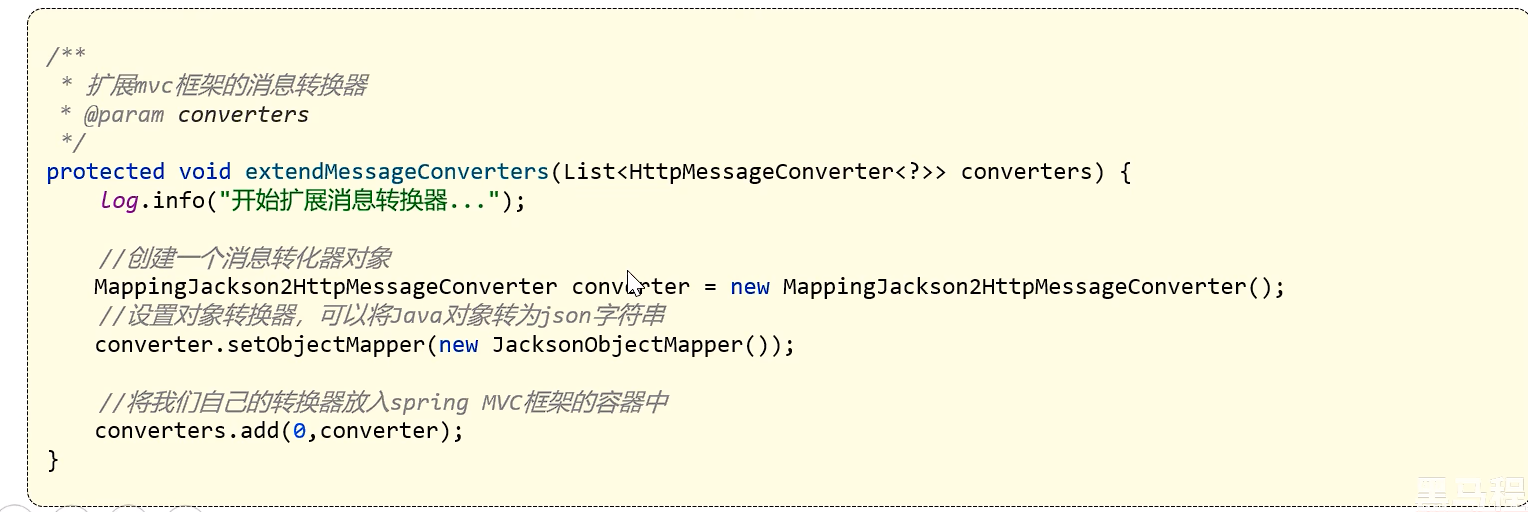 /**
 * 扩展mvc框架的消息转换器
 * @param converters
 */
protected void extendMessageConverters(List<HttpMessageConverter<?>> converters) {
    log.info("开始扩展消息转换器...");
    //创建一个消息转化器对象
    MappingJackson2HttpMessageConverter converter = new MappingJackson2HttpMessageConverter();
    //设置对象转换器，可以将Java对象转为json字符串
    converter.setObjectMapper(new JacksonObjectMapper());
    //将我们自己的转换器放入spring MVC框架的容器中
    converters.add(0,converter);
}
黑马程